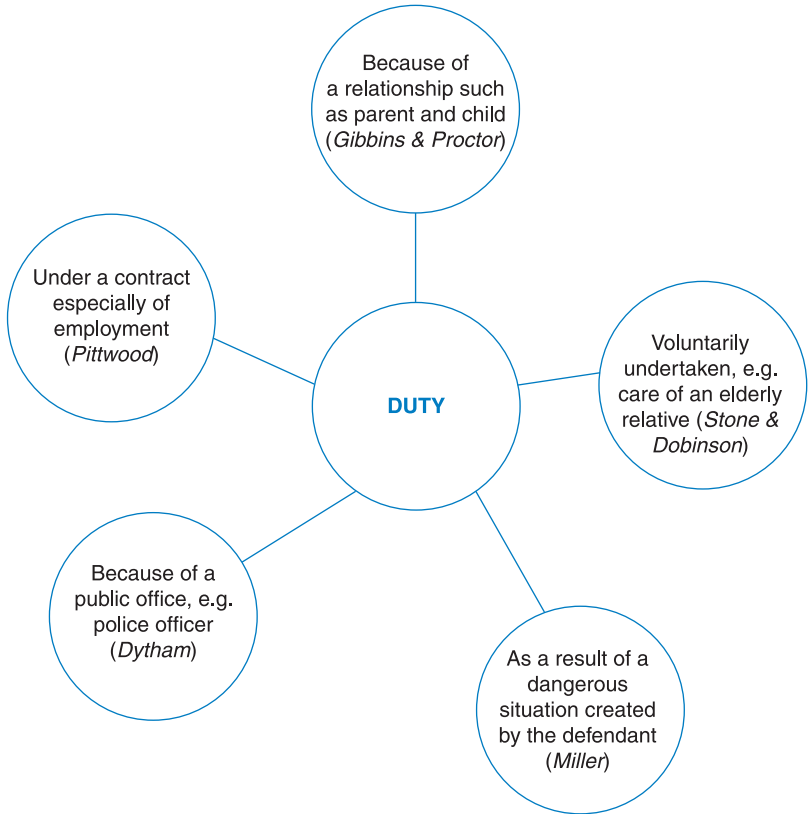 Because of
a relationship such
as parent and child
(Gibbins & Proctor)
Under a contract
especially of
employment
(Pittwood)
Voluntarily
undertaken, e.g.
care of an elderly
relative (Stone &
Dobinson)
DUTY
Because of a
public office, e.g.
police officer
(Dytham)
As a result of a
dangerous
situation created
by the defendant
(Miller)